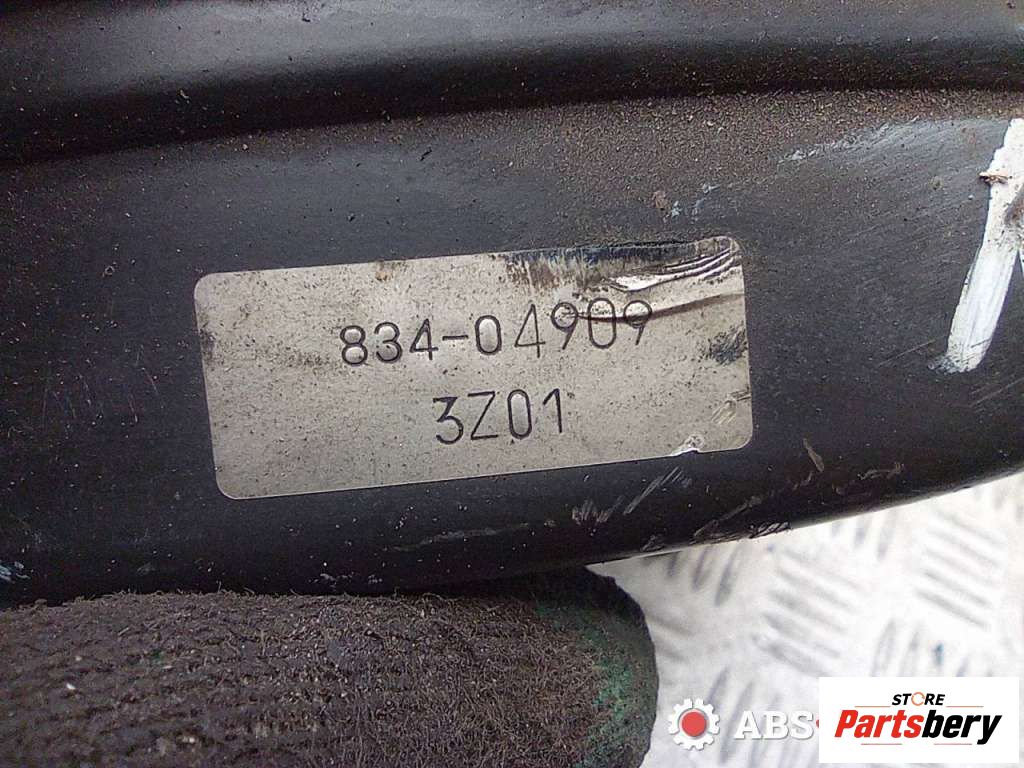 834-04909
3Z01
ABS
STORE
Partsbery